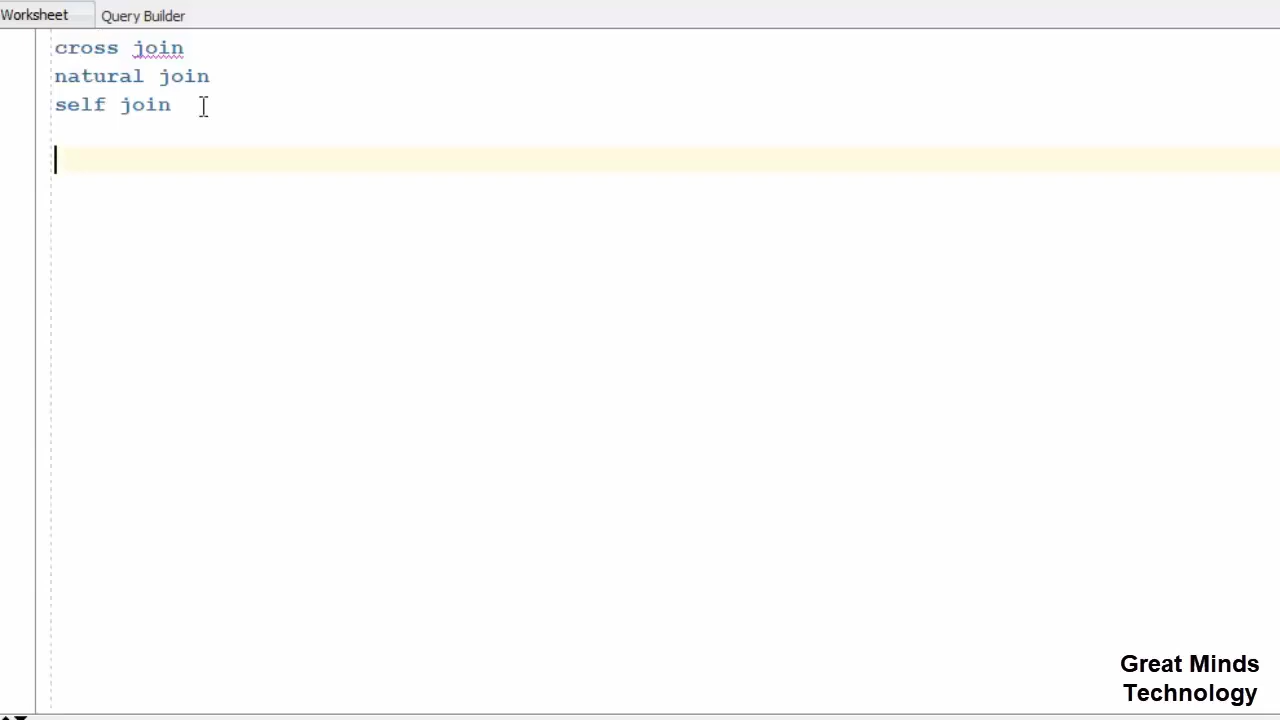 Worksheet
Query Builder
cross join
natural join
self join
Great Minds
Technology